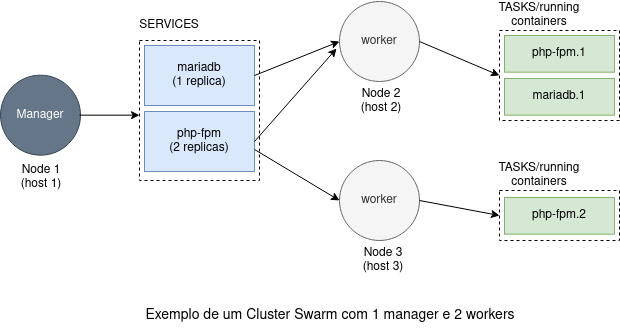 SERVICES
mariadb
(1 replica)
php-fpm
(2 replicas)
Manager
Node 1
(host 1)
worker
Node 2
(host 2)
TASKS/running
containers
php-fpm.1
mariadb.1
worker
Node 3
(host 3)
TASKS/running
containers
php-fpm.2
Exemplo de um Cluster Swarm com 1 manager e 2 workers